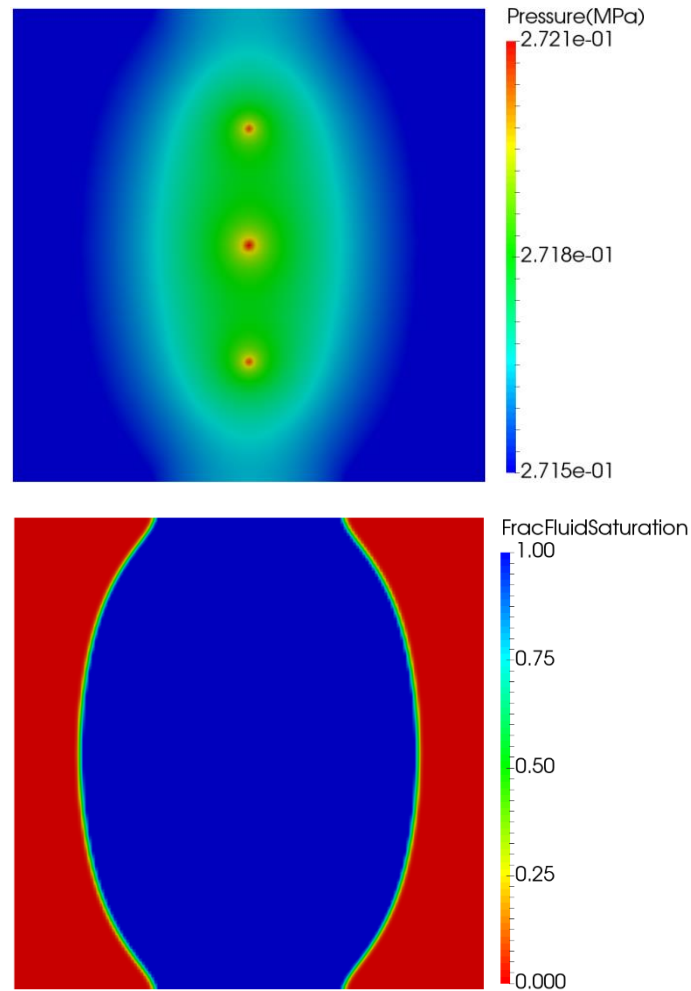 Pressure(MPa)
2.721e-01
2.718e-01
2.715e-01
FracFluidSaturation
1.00
0.75
0.50
0.25
0.000